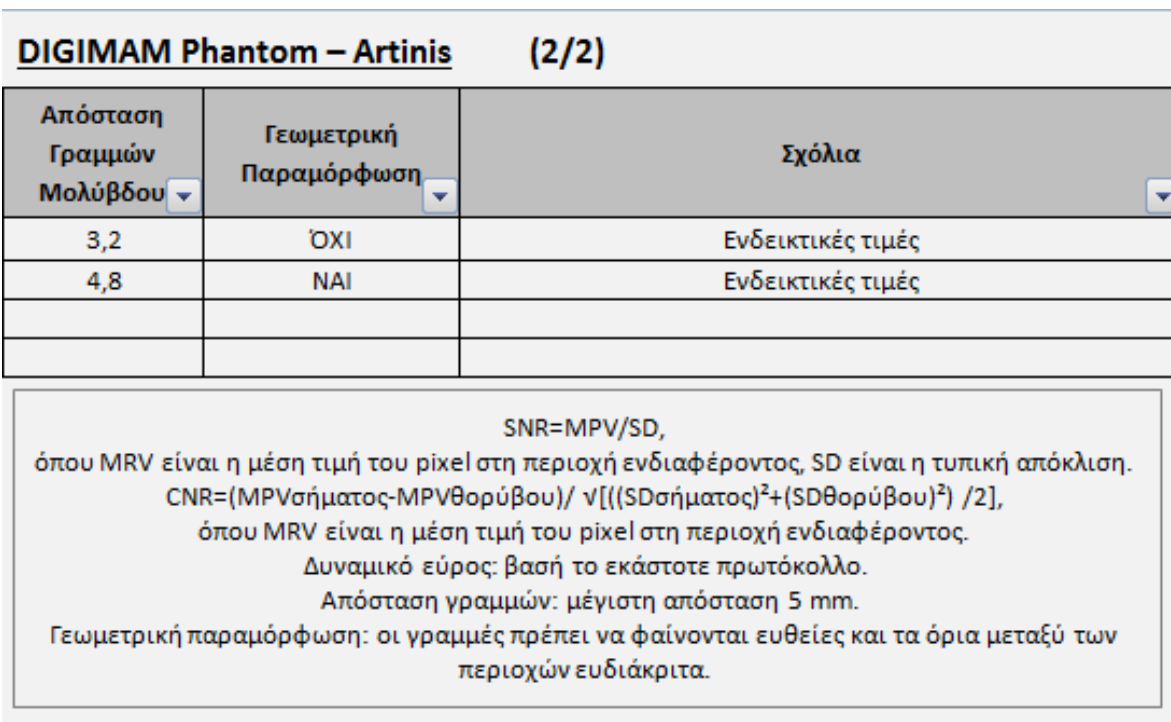 DIGIMAM Phantom – Artinis (2/2)
Απόσταση
Γραμμών
Μολύβδου
Γεωμετρική
Παραμόρφωση
Σχόλια
3,2 ΌΧΙ Ενδεικτικές τιμές
4,8 ΝΑΙ Ενδεικτικές τιμές
SNR=MPV/SD,
όπου MRV είναι η μέση τιμή του pixel στη περιοχή ενδιαφέροντος, SD είναι η τυπική απόκλιση.
CNR=(MPVσήματος-MPVθορύβου)/ √[((SDσήματος)²+(SDθορύβου)²) /2],
όπου MRV είναι η μέση τιμή του pixel στη περιοχή ενδιαφέροντος.
Δυναμικό εύρος: βασή το εκάστοτε πρωτόκολλο.
Απόσταση γραμμών: μέγιστη απόσταση 5 mm.
Γεωμετρική παραμόρφωση: οι γραμμές πρέπει να φαίνονται ευθείες και τα όρια μεταξύ των
περιοχών ευδιάκριτα.